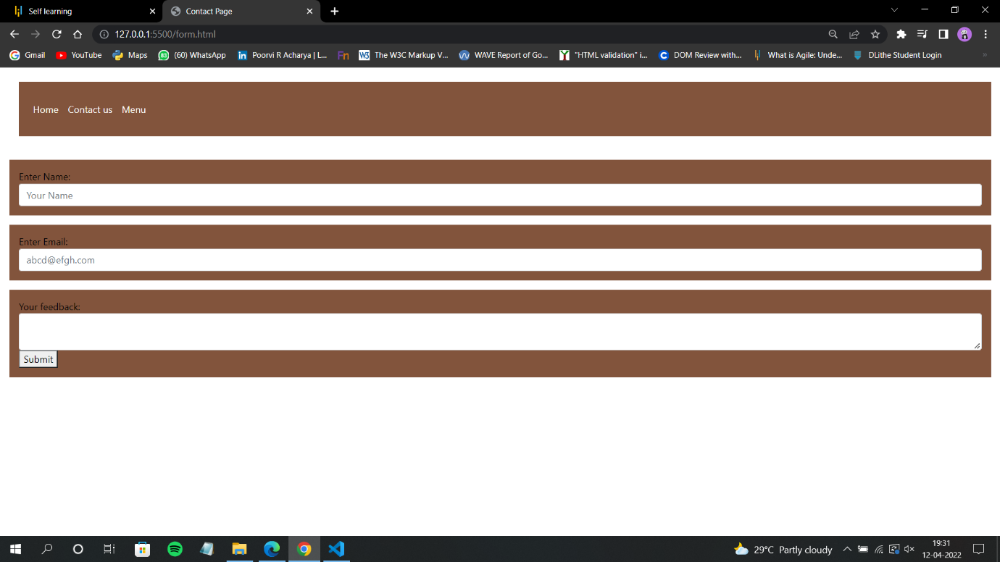 Self learning
Contact Page
127.0.0.1:5500/form.html
Gmail YouTube Maps (60) WhatsApp Poorvi R Acharya | L... Fn W3 The W3C Markup V... WAVE Report of Go... "HTML validation" i... DOM Review with... What is Agile: Unde... DLithe Student Login »
Home Contact us Menu
Enter Name:
Your Name
Enter Email:
abcd@efgh.com
Your feedback:
Submit
29°C Partly cloudy
19:31
12-04-2022